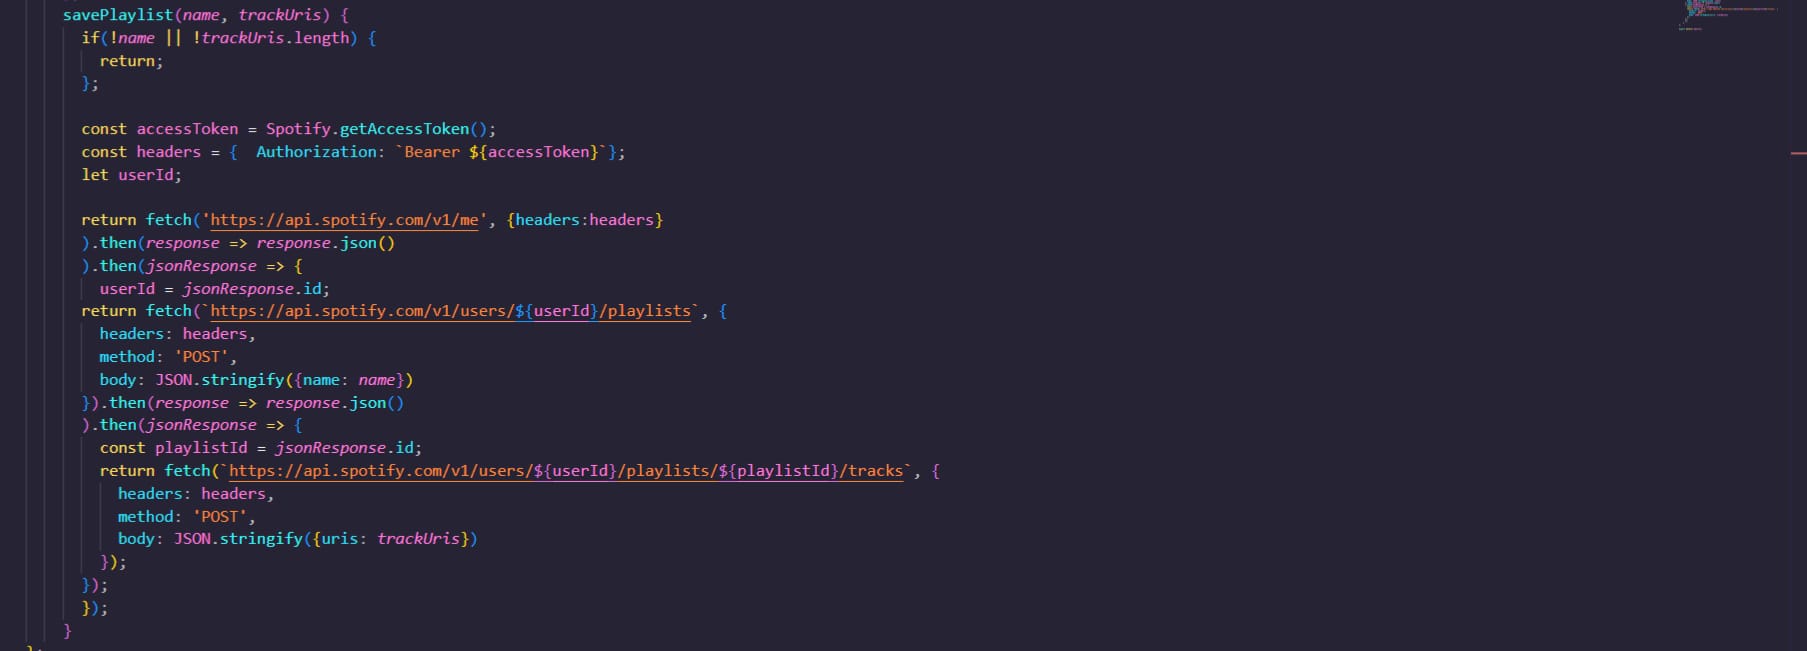 savePlaylist(name, trackUris) {
if(!name || !trackUris.length) {
return;
};
const accessToken = Spotify.getAccessToken();
const headers = {  Authorization: `Bearer ${accessToken}`};
let userId;
return fetch('https://api.spotify.com/v1/me', {headers:headers}
).then(response => response.json()
).then(jsonResponse => {
userId = jsonResponse.id;
return fetch(`https://api.spotify.com/v1/users/${userId}/playlists`, {
headers: headers,
method: 'POST',
body: JSON.stringify({name: name})
}).then(response => response.json()
).then(jsonResponse => {
const playlistId = jsonResponse.id;
return fetch(`https://api.spotify.com/v1/users/${userId}/playlists/${playlistId}/tracks`, {
headers: headers,
method: 'POST',
body: JSON.stringify({uris: trackUris})
});
});
});
}